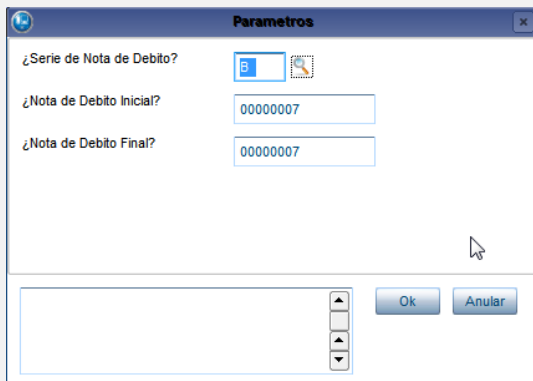 Parametros
¿Serie de Nota de Debito?
B
¿Nota de Debito Inicial?
00000007
¿Nota de Debito Final?
00000007
Ok
Anular